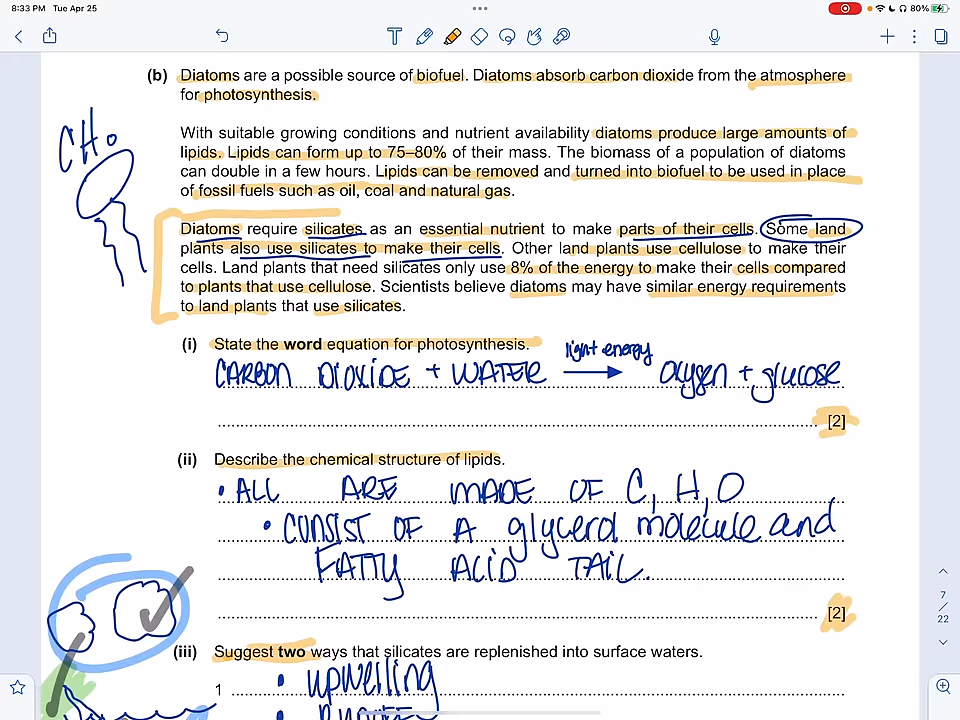 8:33 PM Tue Apr 25
80%
(b) Diatoms are a possible source of biofuel. Diatoms absorb carbon dioxide from the atmosphere
for photosynthesis.
CHO
With suitable growing conditions and nutrient availability diatoms produce large amounts of
lipids. Lipids can form up to 75–80% of their mass. The biomass of a population of diatoms
can double in a few hours. Lipids can be removed and turned into biofuel to be used in place
of fossil fuels such as oil, coal and natural gas.
Diatoms require silicates as an essential nutrient to make parts of their cells. Some land
plants also use silicates to make their cells. Other land plants use cellulose to make their
cells. Land plants that need silicates only use 8% of the energy to make their cells compared
to plants that use cellulose. Scientists believe diatoms may have similar energy requirements
to land plants that use silicates.
(i) State the word equation for photosynthesis.
light energy
CARBON DIOXIDE + WATER → oxygen + glucose
[2]
(ii) Describe the chemical structure of lipids.
• ALL ARE MADE OF C, H, O
• CONSIST OF A glycerol molecule and
FATTY ACID TAIL.
[2]
7
/
22
(iii) Suggest two ways that silicates are replenished into surface waters.
1 • upwelling